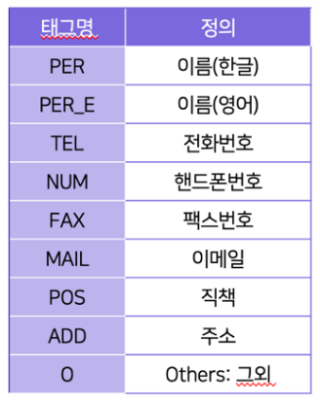 태그명 정의
PER 이름(한글)
PER_E 이름(영어)
TEL 전화번호
NUM 핸드폰번호
FAX 팩스번호
MAIL 이메일
POS 직책
ADD 주소
O Others: 그외